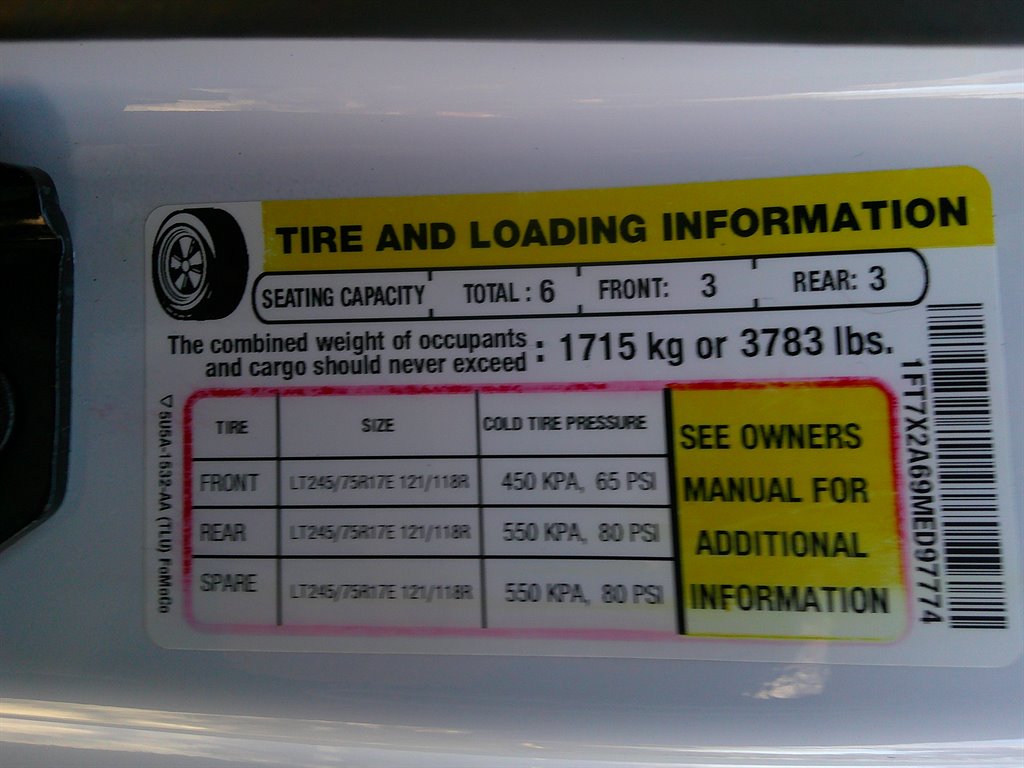 TIRE AND LOADING INFORMATION
SEATING CAPACITY TOTAL : 6 FRONT: 3 REAR: 3
The combined weight of occupants
and cargo should never exceed : 1715 kg or 3783 lbs.
TIRE SIZE COLD TIRE PRESSURE
FRONT LT245/75R17E 121/118R 450 KPA, 65 PSI
REAR LT245/75R17E 121/118R 550 KPA, 80 PSI
SPARE LT245/75R17E 121/118R 550 KPA, 80 PSI
SEE OWNERS
MANUAL FOR
ADDITIONAL
INFORMATION
▽5U5A-1532-AA (TLU) FoMoCo
1FT7X2A69MED97774